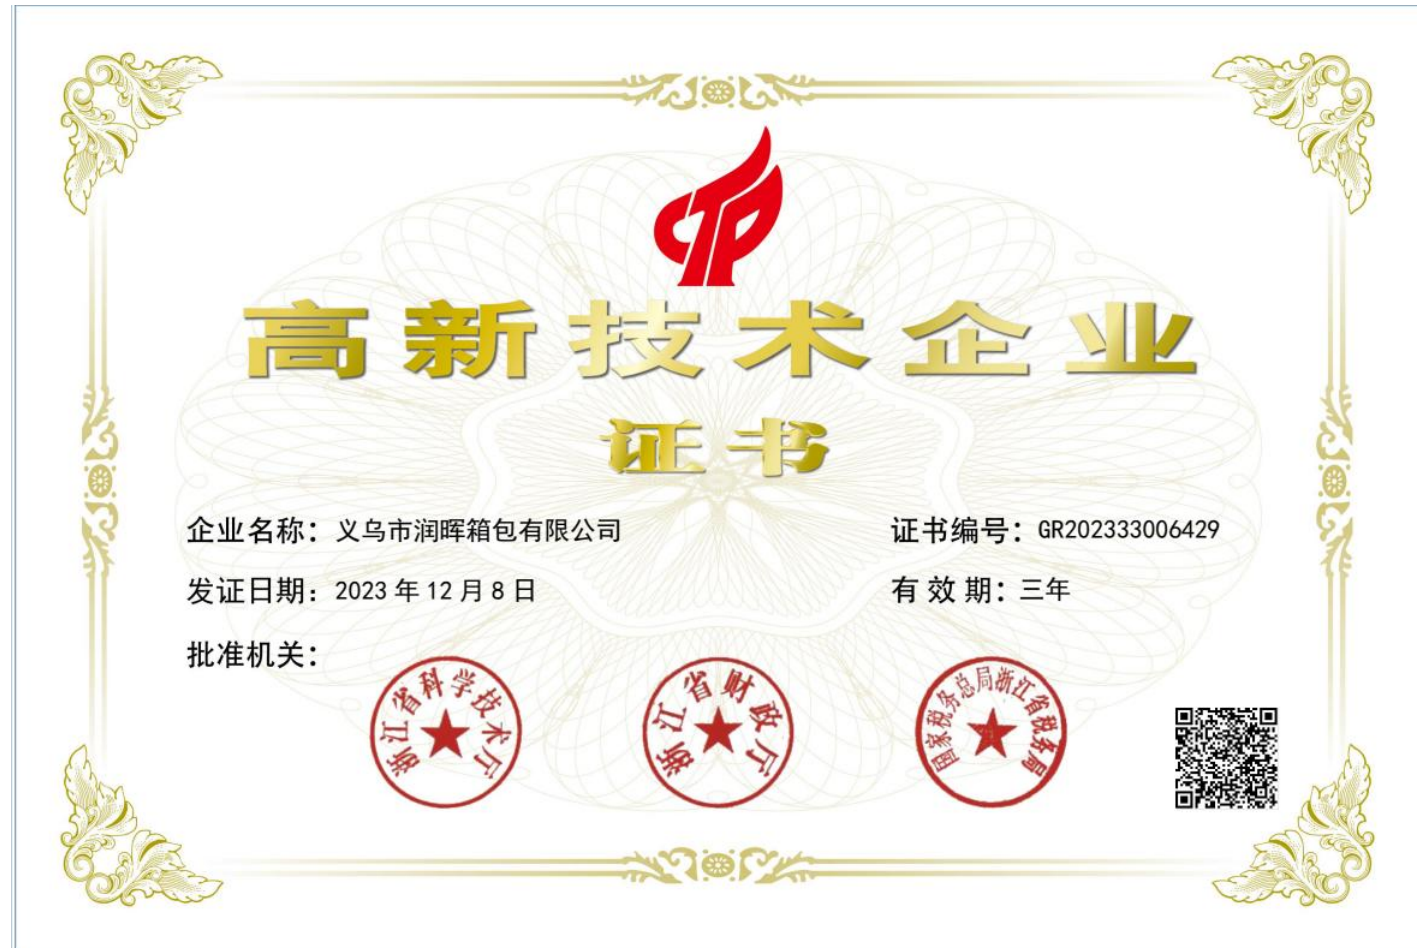 高新技术企业
证书
企业名称：义乌市润晖箱包有限公司
证书编号：GR202333006429
发证日期：2023年12月8日
有效期：三年
批准机关：
浙江省科学技术厅
浙江省财政厅
国家税务总局浙江省税务局